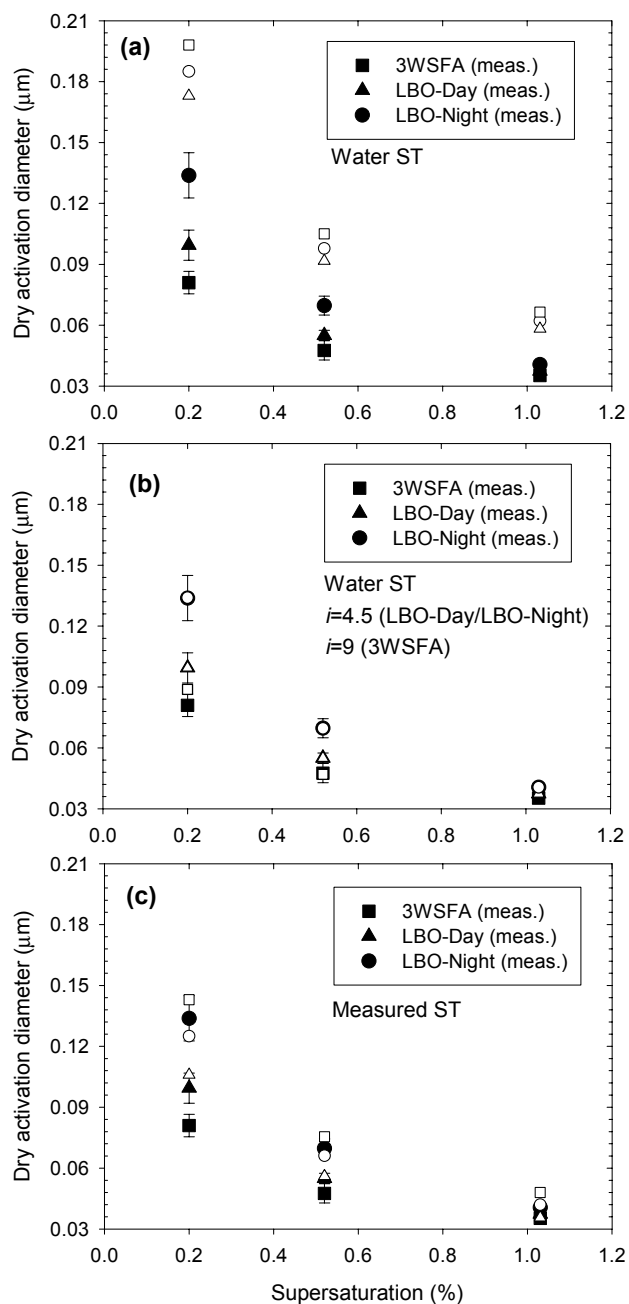 0.21
(a)
3WSFA (meas.)
0.18
LBO-Day (meas.)
LBO-Night (meas.)
0.15
Water ST
0.12
0.09
0.06
0.03
Dry activation diameter (μm)
0.0 0.2 0.4 0.6 0.8 1.0 1.2
0.21
(b)
3WSFA (meas.)
0.18
LBO-Day (meas.)
LBO-Night (meas.)
0.15
Water ST
i=4.5 (LBO-Day/LBO-Night)
0.12
i=9 (3WSFA)
0.09
0.06
0.03
Dry activation diameter (μm)
0.0 0.2 0.4 0.6 0.8 1.0 1.2
0.21
(c)
3WSFA (meas.)
0.18
LBO-Day (meas.)
LBO-Night (meas.)
0.15
Measured ST
0.12
0.09
0.06
0.03
Dry activation diameter (μm)
0.0 0.2 0.4 0.6 0.8 1.0 1.2
Supersaturation (%)